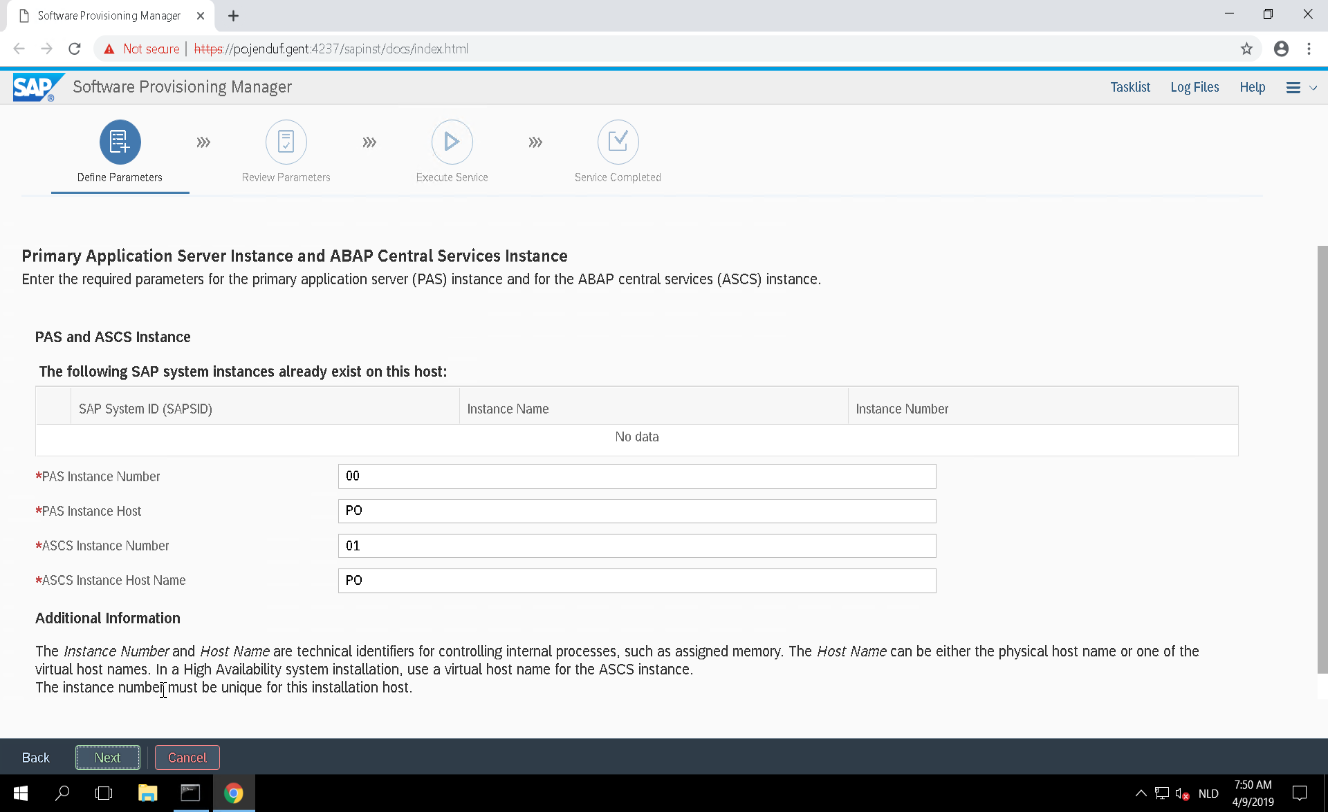 Software Provisioning Manager
Not secure | https://pojenduf.gent:4237/sapinst/docs/index.html
SAP Software Provisioning Manager
Tasklist Log Files Help
Define Parameters Review Parameters Execute Service Service Completed
Primary Application Server Instance and ABAP Central Services Instance
Enter the required parameters for the primary application server (PAS) instance and for the ABAP central services (ASCS) instance.
PAS and ASCS Instance
The following SAP system instances already exist on this host:
SAP System ID (SAPSID) Instance Name Instance Number
No data
*PAS Instance Number 00
*PAS Instance Host PO
*ASCS Instance Number 01
*ASCS Instance Host Name PO
Additional Information
The Instance Number and Host Name are technical identifiers for controlling internal processes, such as assigned memory. The Host Name can be either the physical host name or one of the
virtual host names. In a High Availability system installation, use a virtual host name for the ASCS instance.
The instance number must be unique for this installation host.
Back Next Cancel
NLD 7:50 AM
4/9/2019